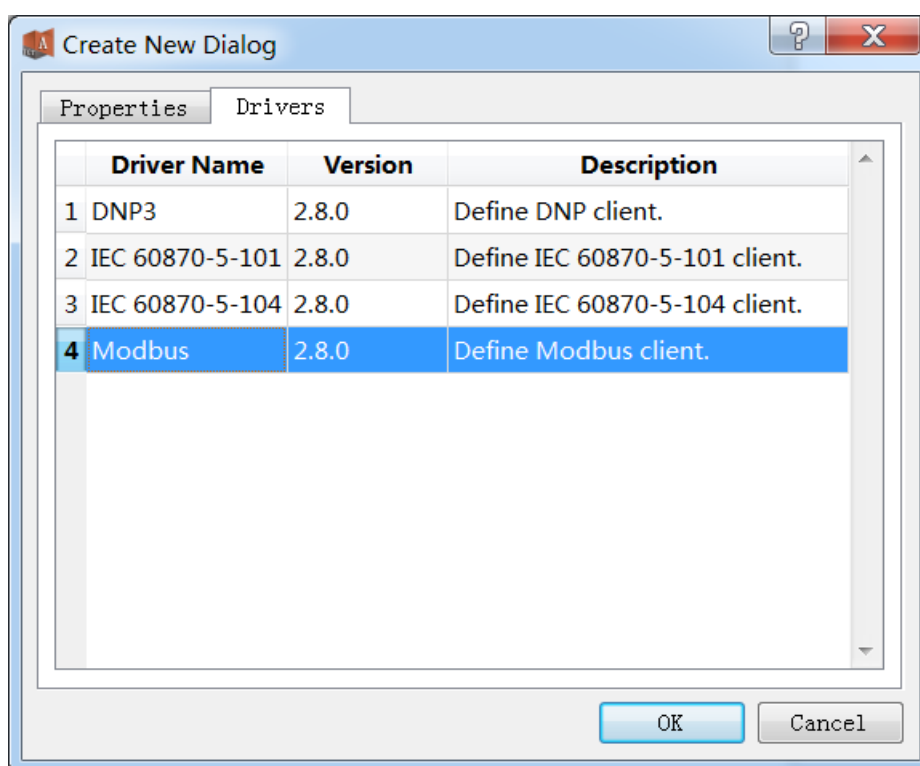 Create New Dialog
Properties Drivers
Driver Name Version Description
1 DNP3 2.8.0 Define DNP client.
2 IEC 60870-5-101 2.8.0 Define IEC 60870-5-101 client.
3 IEC 60870-5-104 2.8.0 Define IEC 60870-5-104 client.
4 Modbus 2.8.0 Define Modbus client.
OK Cancel